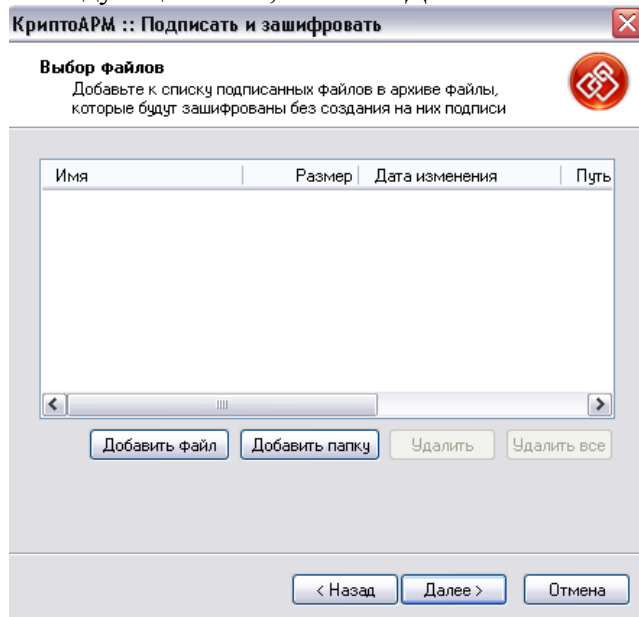 КриптоАРМ :: Подписать и зашифровать
Выбор файлов
Добавьте к списку подписанных файлов в архиве файлы,
которые будут зашифрованы без создания на них подписи
Имя Размер Дата изменения Путь
Добавить файл Добавить папку Удалить Удалить все
< Назад Далее > Отмена